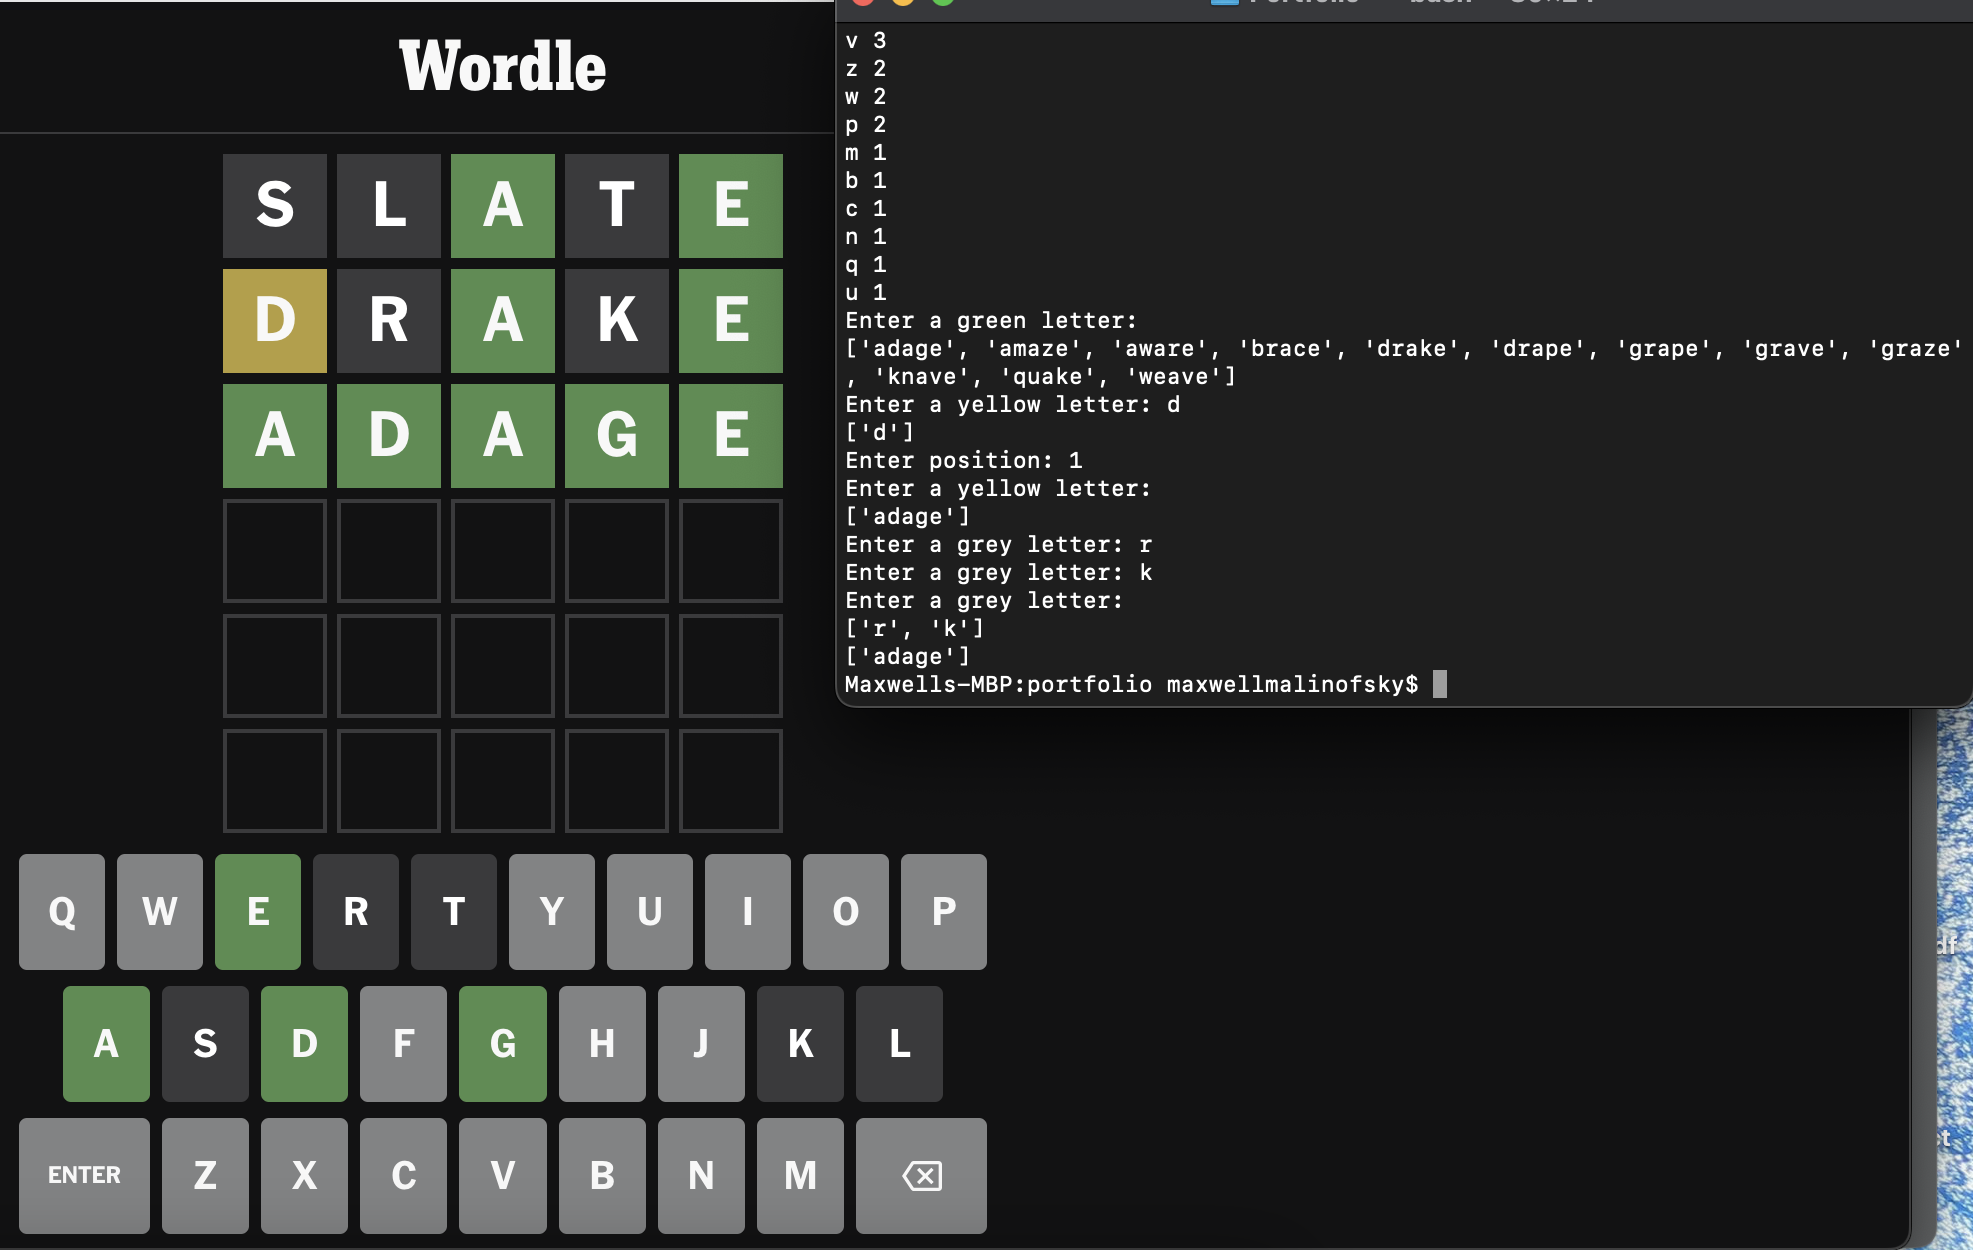 Wordle
S L A T E
D R A K E
A D A G E
Q W E R T Y U I O P
A S D F G H J K L
ENTER Z X C V B N M
v 3
z 2
w 2
p 2
m 1
b 1
c 1
n 1
q 1
u 1
Enter a green letter:
['adage', 'amaze', 'aware', 'brace', 'drake', 'drape', 'grape', 'grave', 'graze'
, 'knave', 'quake', 'weave']
Enter a yellow letter: d
['d']
Enter position: 1
Enter a yellow letter:
['adage']
Enter a grey letter: r
Enter a grey letter: k
Enter a grey letter:
['r', 'k']
['adage']
Maxwells-MBP:portfolio maxwellmalinofsky$
df
ct